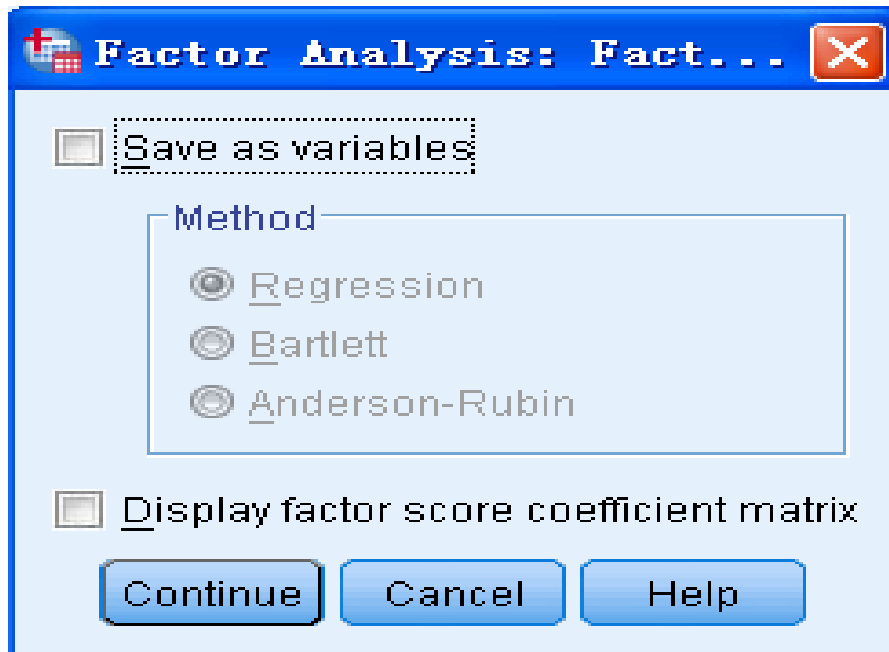 Factor Analysis: Fact...
Save as variables
Method
Regression
Bartlett
Anderson-Rubin
Display factor score coefficient matrix
Continue Cancel Help